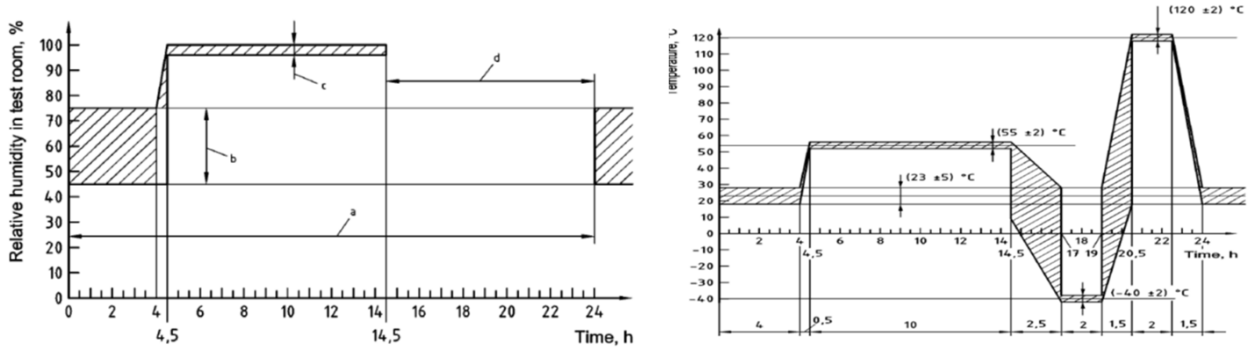 Relative humidity in test room, %
100
90
80
70
60
50
40
30
20
10
0
a
b
c
d
0 2 4 6 8 10 12 14 16 18 20 22 24
4,5 14,5 Time, h
Temperature, °C
120
110
100
90
80
70
60
50
40
30
20
10
0
-10
-20
-30
-40
(120 ±2) °C
(55 ±2) °C
(23 ±5) °C
(-40 ±2) °C
2 4 6 8 10 12 14 18 22 24
4,5 14,5 17 19 20,5 Time, h
4 0,5 10 2,5 2 1,5 2 1,5